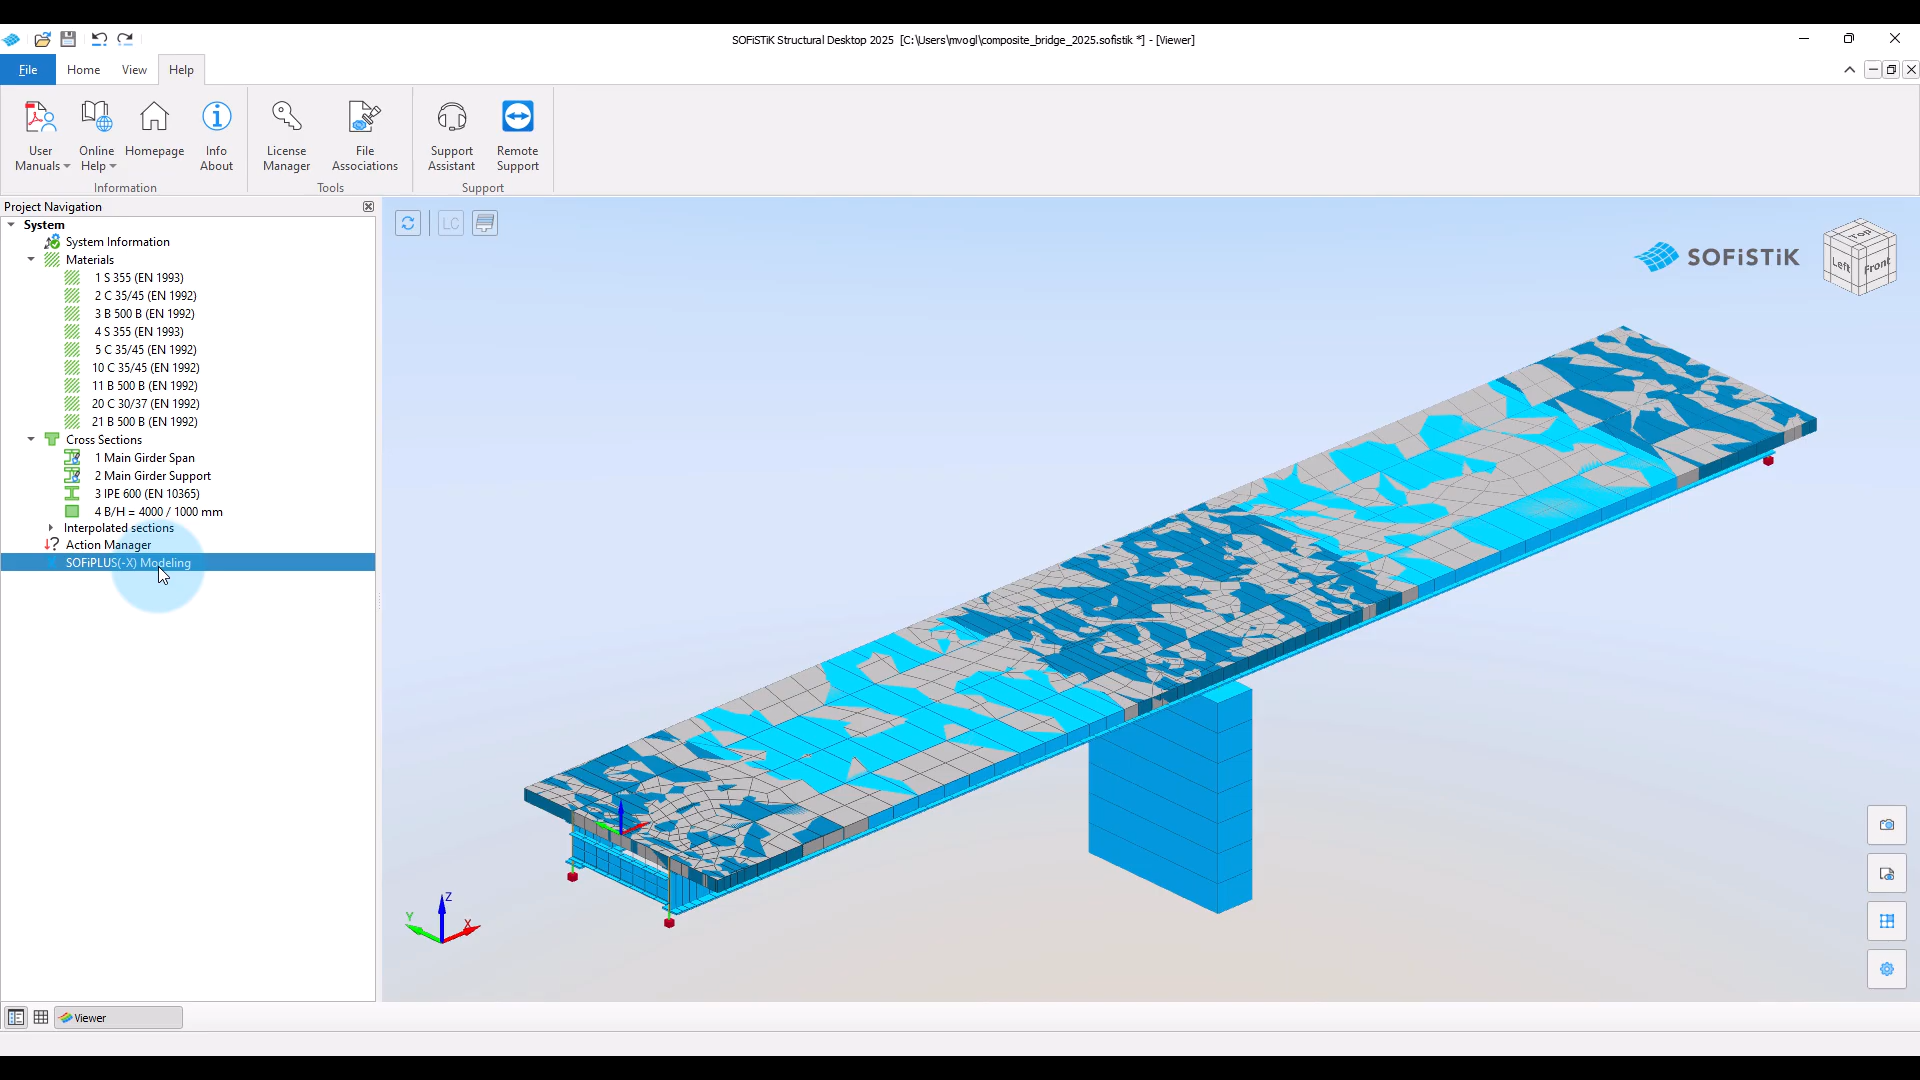 SOFiSTiK Structural Desktop 2025 [C:\Users\mvogl\composite_bridge_2025.sofistik *] - [Viewer]
File Home View Help
User Manuals
Online Help
Homepage
Info About
License Manager
File Associations
Support Assistant
Remote Support
Information
Tools
Support
Project Navigation
System
System Information
Materials
1 S 355 (EN 1993)
2 C 35/45 (EN 1992)
3 B 500 B (EN 1992)
4 S 355 (EN 1993)
5 C 35/45 (EN 1992)
10 C 35/45 (EN 1992)
11 B 500 B (EN 1992)
20 C 30/37 (EN 1992)
21 B 500 B (EN 1992)
Cross Sections
1 Main Girder Span
2 Main Girder Support
3 IPE 600 (EN 10365)
4 B/H = 4000 / 1000 mm
Interpolated sections
Action Manager
SOFiPLUS(-X) Modeling
LC
SOFiSTiK
Top
Left
Front
Z
Y
X
Viewer